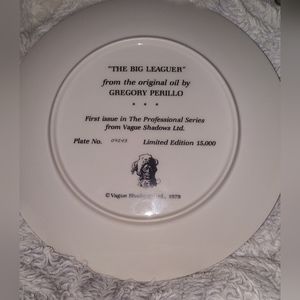 "THE BIG LEAGUER"
from the original oil by
GREGORY PERILLO
* * *
First issue in The Professional Series
from Vague Shadows Ltd.
Plate No. Limited Edition 15,000
© Vague Shadows Ltd., 1979